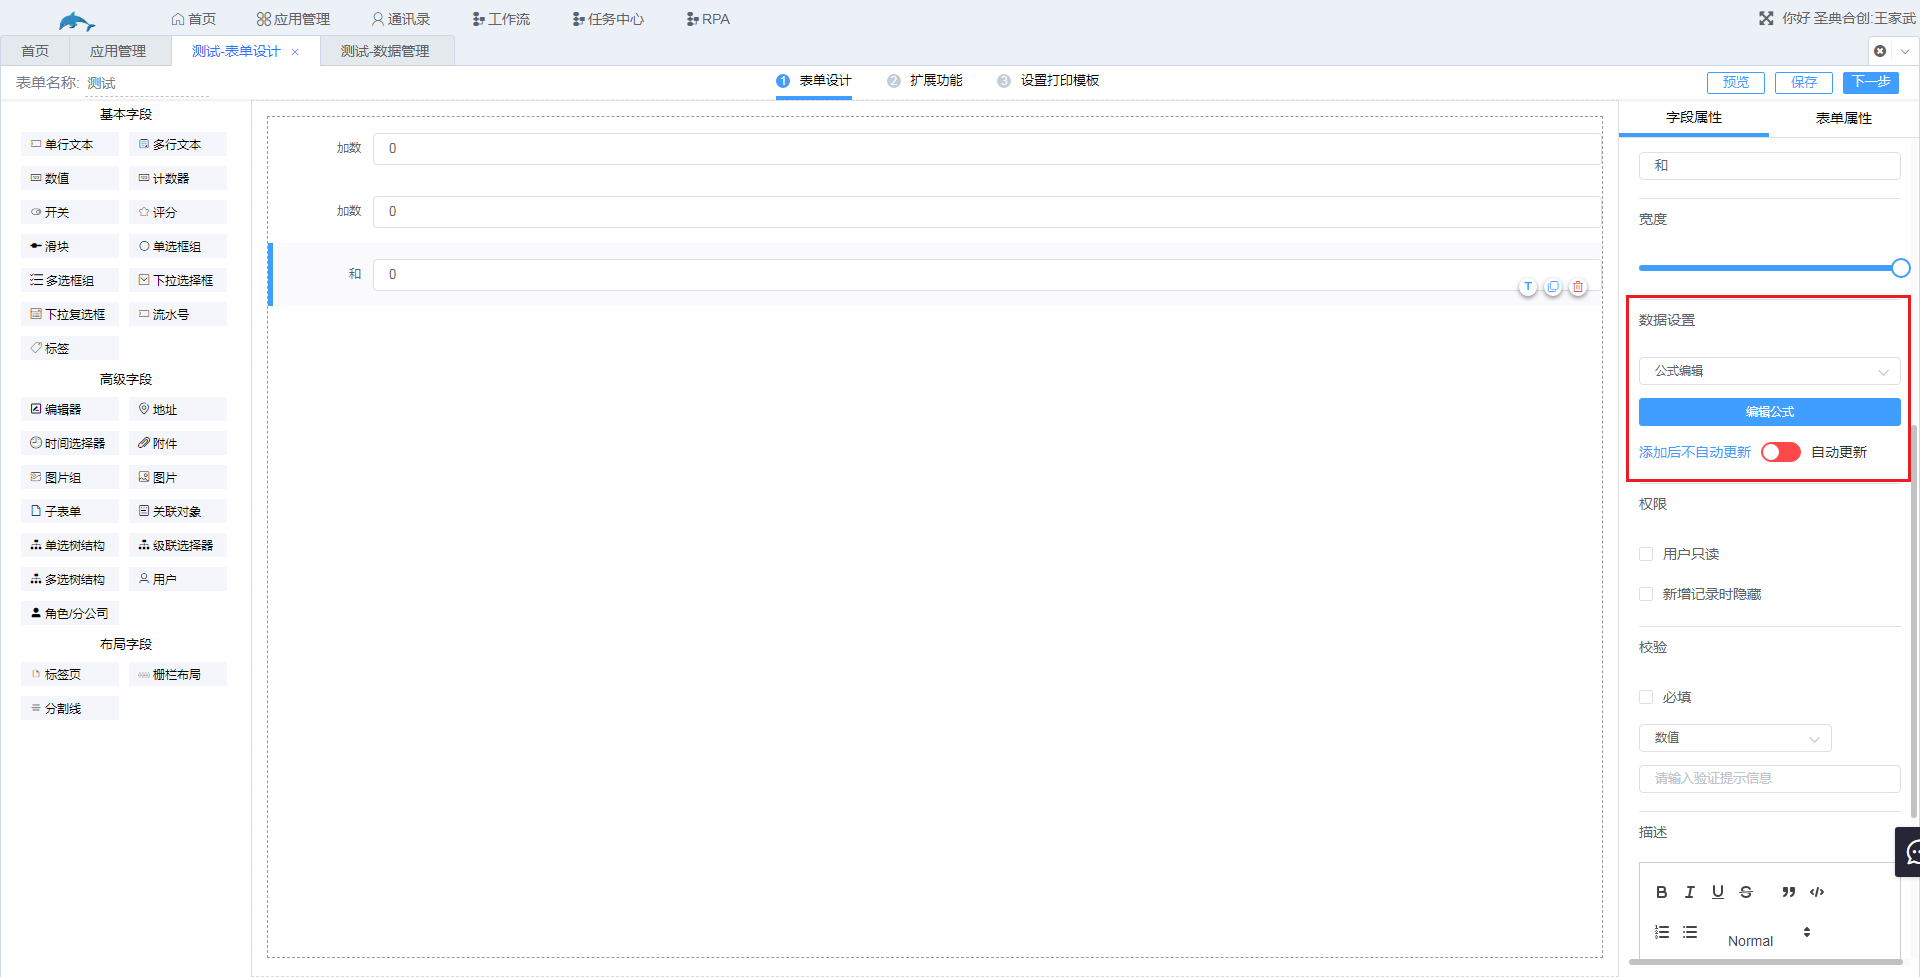 首页 应用管理 通讯录 工作流 任务中心 RPA 你好 圣典合创:王家武
首页 应用管理 测试-表单设计 × 测试-数据管理
表单名称: 测试 1 表单设计 2 扩展功能 3 设置打印模板 预览 保存 下一步
基本字段
单行文本 多行文本
数值 计数器
开关 评分
滑块 单选框组
多选框组 下拉选择框
下拉复选框 流水号
标签
高级字段
编辑器 地址
时间选择器 附件
图片组 图片
子表单 关联对象
单选树结构 级联选择器
多选树结构 用户
角色/分公司
布局字段
标签页 栅栏布局
分割线
加数 0
加数 0
和 0
字段属性 表单属性
和
宽度
数据设置
公式编辑
编辑公式
添加后不自动更新 自动更新
权限
用户只读
新增记录时隐藏
校验
必填
数值
请输入验证提示信息
描述
Normal